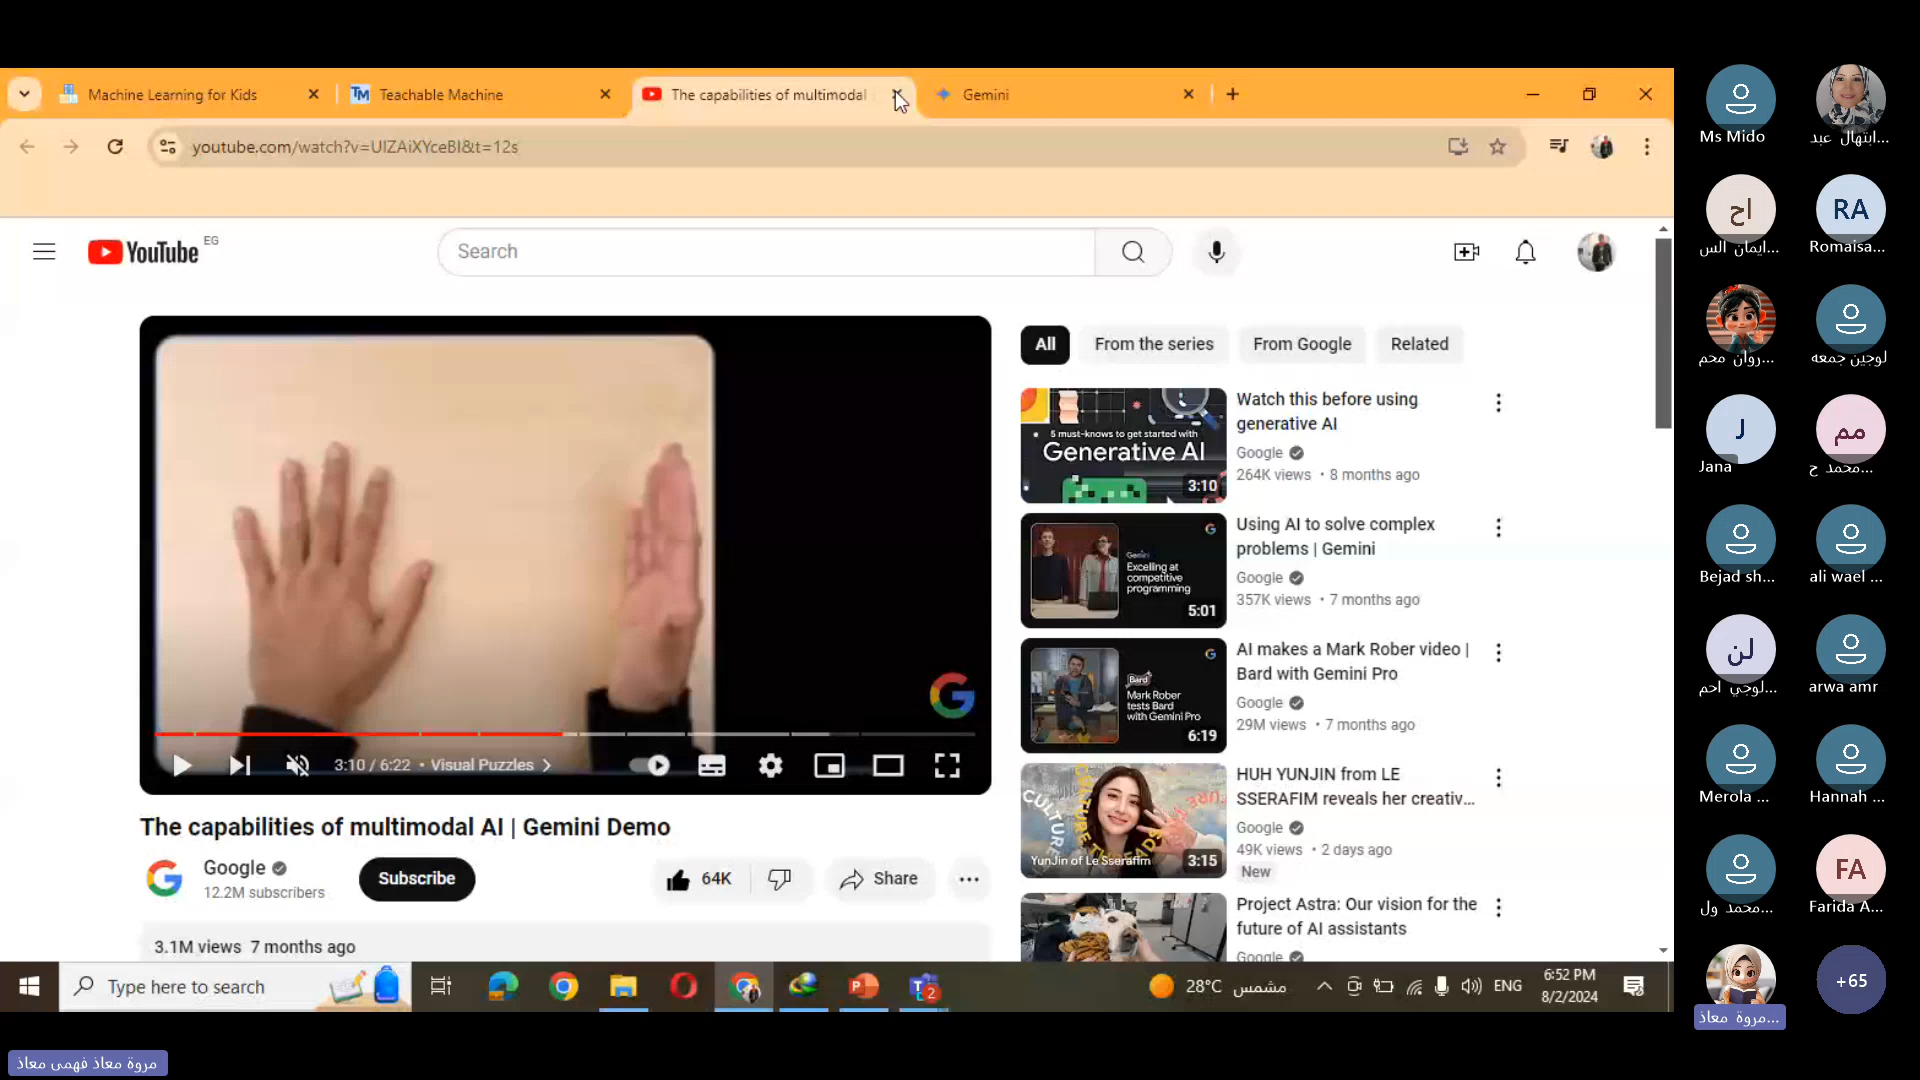 Machine Learning for Kids
Teachable Machine
The capabilities of multimodal
Gemini
youtube.com/watch?v=UIZAiXYceBI&t=12s
YouTube EG
Search
3:10 / 6:22 • Visual Puzzles
The capabilities of multimodal AI | Gemini Demo
Google
12.2M subscribers
Subscribe
64K
Share
3.1M views 7 months ago
All
From the series
From Google
Related
5 must-knows to get started with
Generative AI
3:10
Watch this before using
generative AI
Google
264K views • 8 months ago
Gemini
Excelling at
competitive
programming
5:01
Using AI to solve complex
problems | Gemini
Google
357K views • 7 months ago
Bard
Mark Rober
tests Bard
with Gemini Pro
6:19
AI makes a Mark Rober video |
Bard with Gemini Pro
Google
29M views • 7 months ago
YunJin of Le Sserafim
3:15
HUH YUNJIN from LE
SSERAFIM reveals her creativ...
Google
49K views • 2 days ago
New
Project Astra: Our vision for the
future of AI assistants
Google
Type here to search
2
28°C مشمس
ENG
6:52 PM
8/2/2024
Ms Mido
ابتهال عبد...
اح
ايمان الس...
RA
Romaisa...
روان محم...
لوجين جمعه
J
Jana
مم
محمد ح...
Bejad sh...
ali wael ...
لن
لوجي احم...
arwa amr
Merola ...
Hannah ...
محمد ول...
FA
Farida A...
مروة معاذ...
+65
مروة معاذ فهمى معاذ